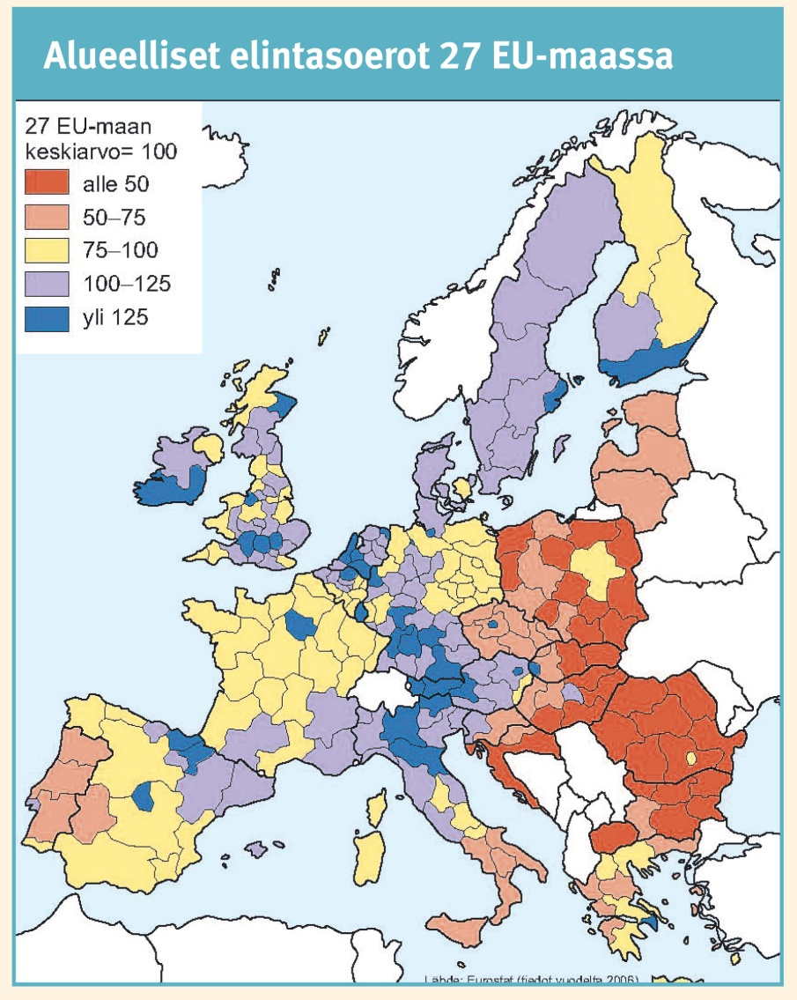 Alueelliset elintasoerot 27 EU-maassa
27 EU-maan
keskiarvo= 100
alle 50
50–75
75–100
100–125
yli 125
Lähde: Eurostat (tiedot vuodelta 2006)